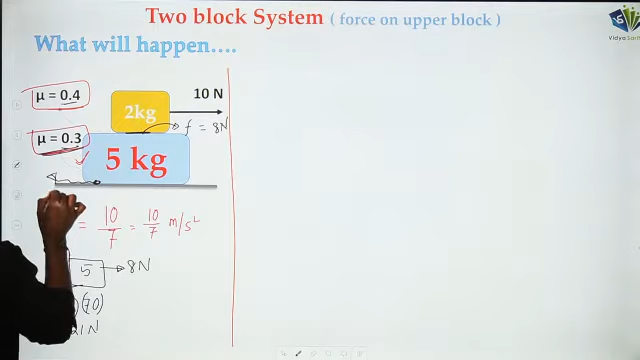 Two block System ( force on upper block )
What will happen....
μ = 0.4
2kg
10 N
f = 8N
μ = 0.3
5 kg
= 10/7 = 10/7 m/s²
5 → 8N
(70)
21N